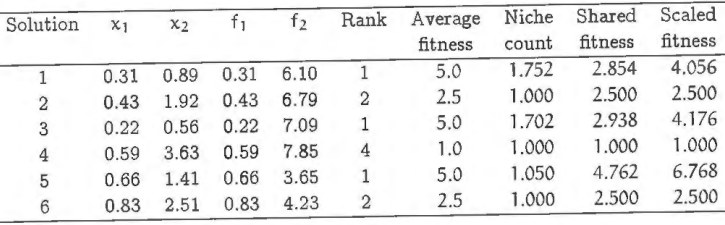 Solution x₁ x₂ f₁ f₂ Rank Average Niche Shared Scaled
fitness count fitness fitness
1 0.31 0.89 0.31 6.10 1 5.0 1.752 2.854 4.056
2 0.43 1.92 0.43 6.79 2 2.5 1.000 2.500 2.500
3 0.22 0.56 0.22 7.09 1 5.0 1.702 2.938 4.176
4 0.59 3.63 0.59 7.85 4 1.0 1.000 1.000 1.000
5 0.66 1.41 0.66 3.65 1 5.0 1.050 4.762 6.768
6 0.83 2.51 0.83 4.23 2 2.5 1.000 2.500 2.500